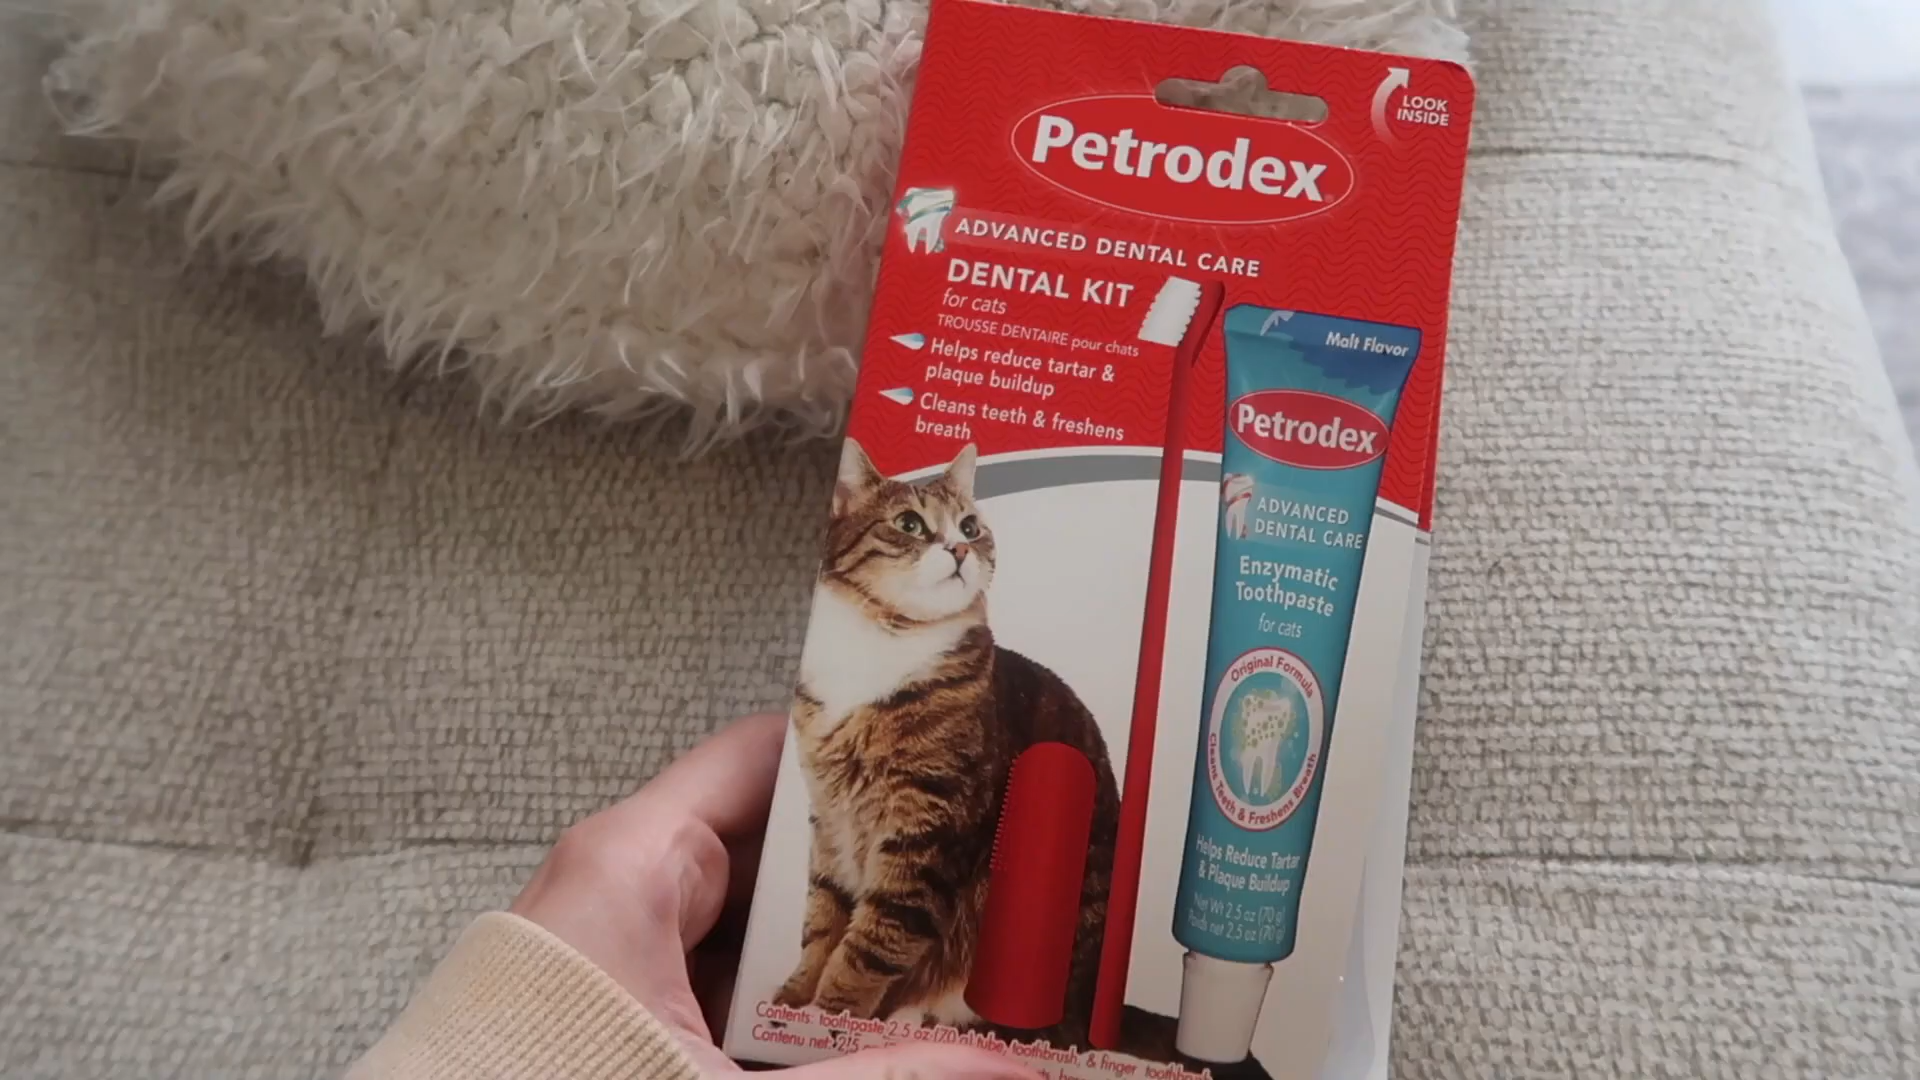 LOOK
INSIDE
Petrodex
ADVANCED DENTAL CARE
DENTAL KIT
for cats
TROUSSE DENTAIRE pour chats
Helps reduce tartar &
plaque buildup
Cleans teeth & freshens
breath
Malt Flavor
Petrodex
ADVANCED
DENTAL CARE
Enzymatic
Toothpaste
for cats
Original Formula
Cleans Teeth & Freshens Breath
Helps Reduce Tartar
& Plaque Buildup
Net Wt 2.5 oz (70 g)
Poids net 2.5 oz (70 g)
Contents: toothpaste 2.5 oz (70 g) tube, toothbrush, & finger toothbrush
Contenu net: 2,5